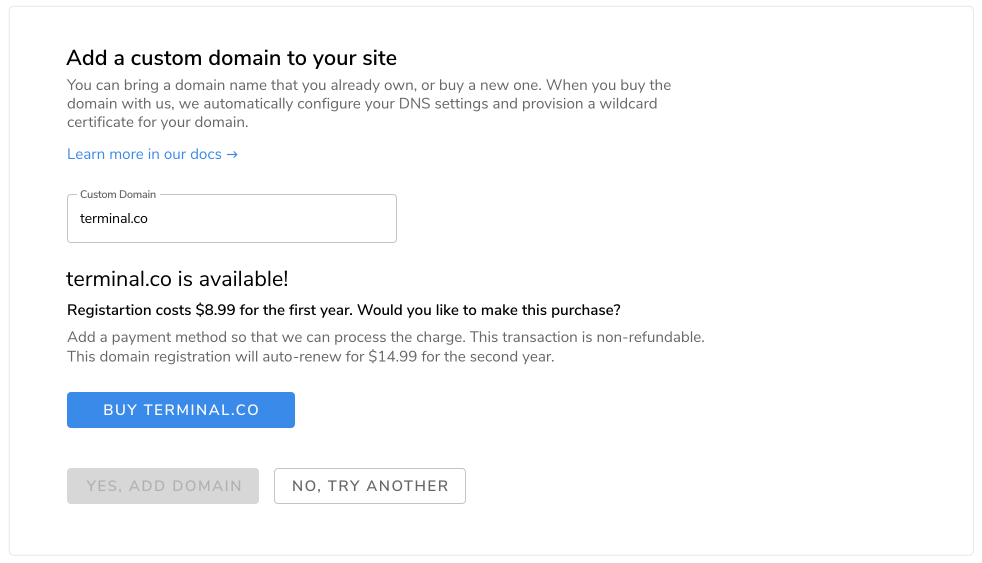 Add a custom domain to your site
You can bring a domain name that you already own, or buy a new one. When you buy the
domain with us, we automatically configure your DNS settings and provision a wildcard
certificate for your domain.
Learn more in our docs →
Custom Domain
terminal.co
terminal.co is available!
Registartion costs $8.99 for the first year. Would you like to make this purchase?
Add a payment method so that we can process the charge. This transaction is non-refundable.
This domain registration will auto-renew for $14.99 for the second year.
BUY TERMINAL.CO
YES, ADD DOMAIN
NO, TRY ANOTHER